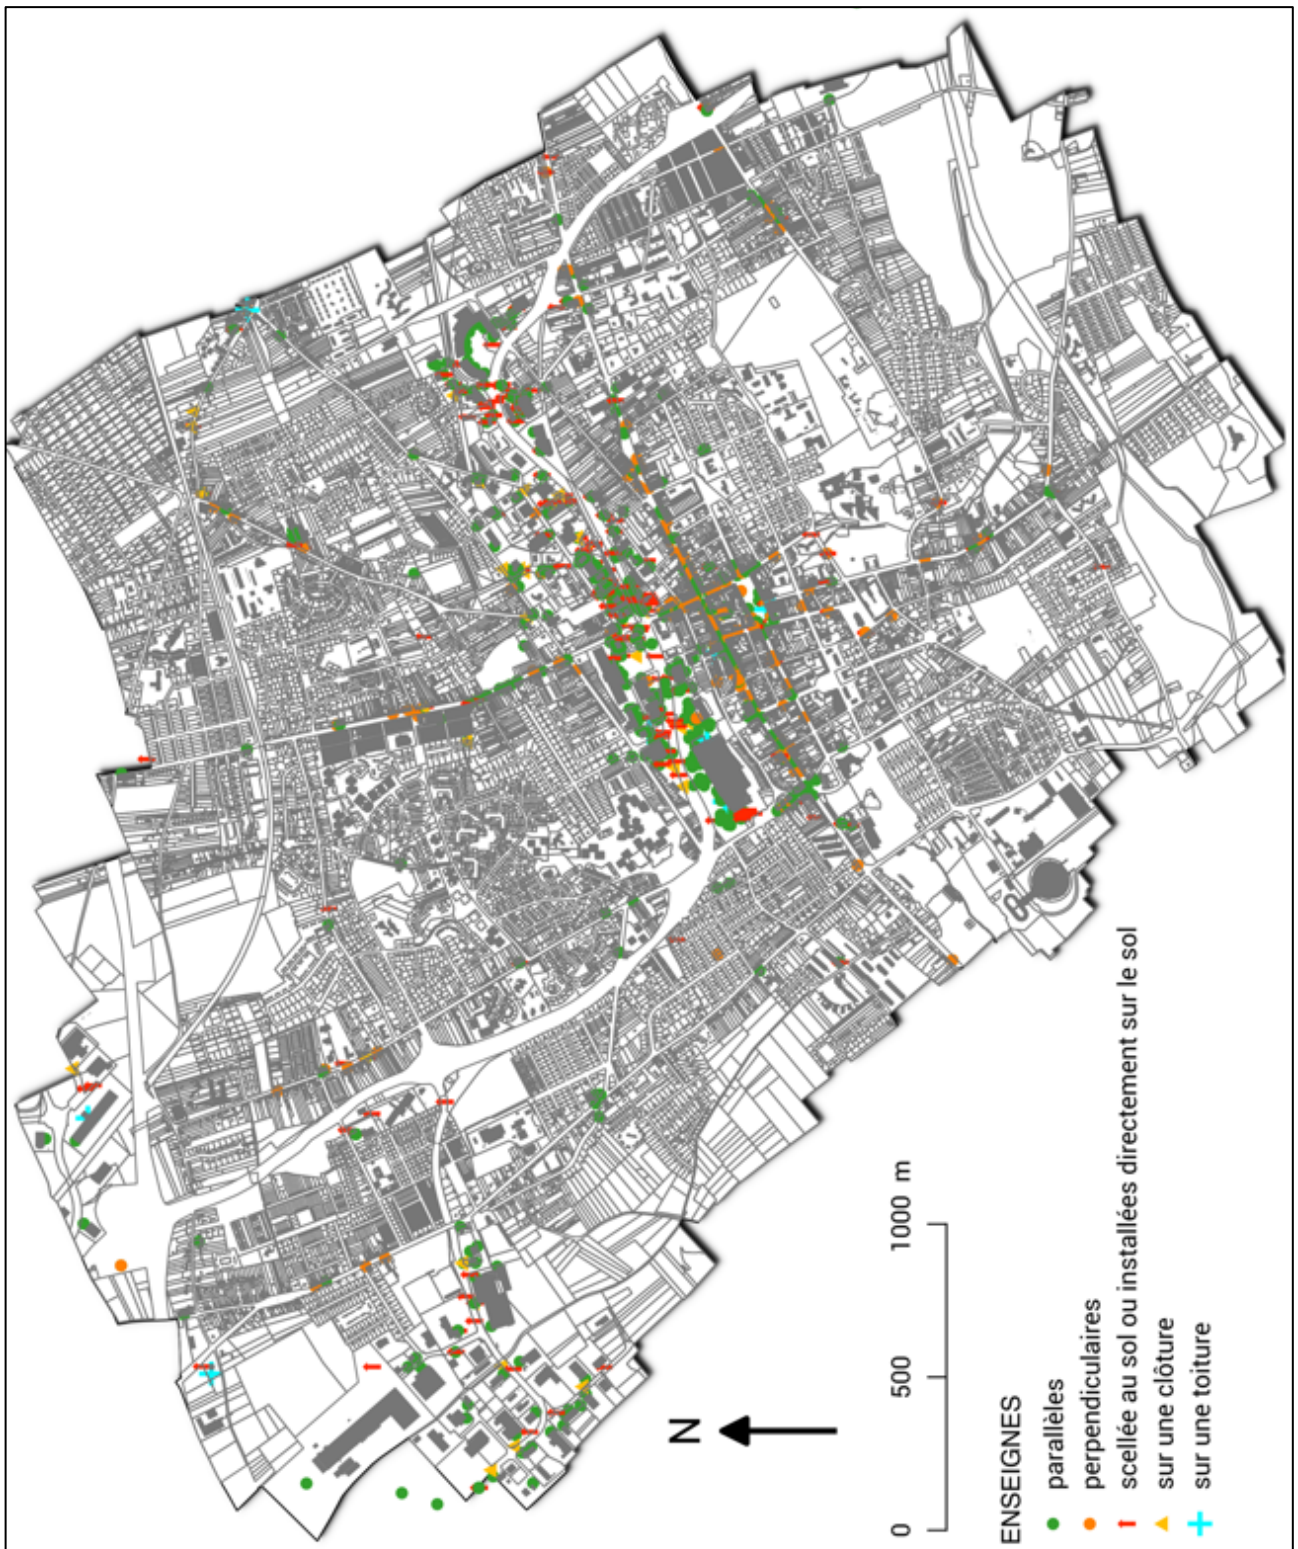 N
0 500 1000 m
ENSEIGNES
parallèles
perpendiculaires
scellée au sol ou installées directement sur le sol
sur une clôture
sur une toiture